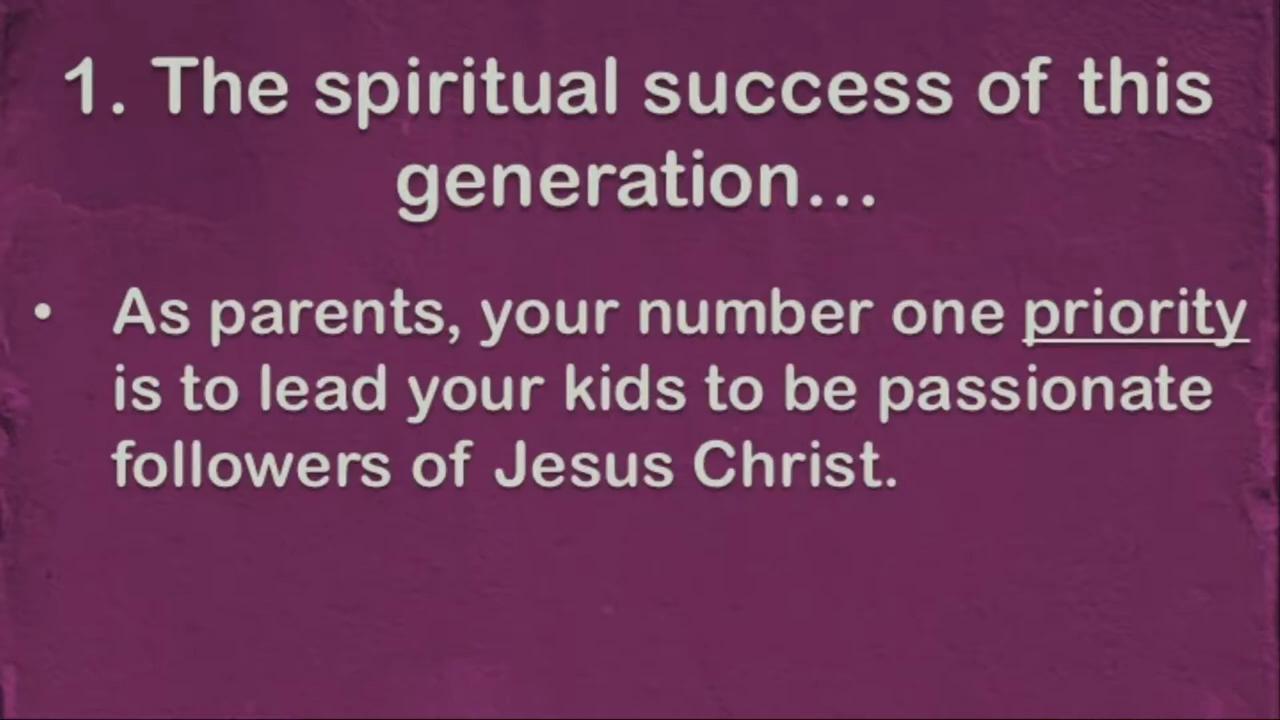 1. The spiritual success of this
generation...
• As parents, your number one priority
is to lead your kids to be passionate
followers of Jesus Christ.